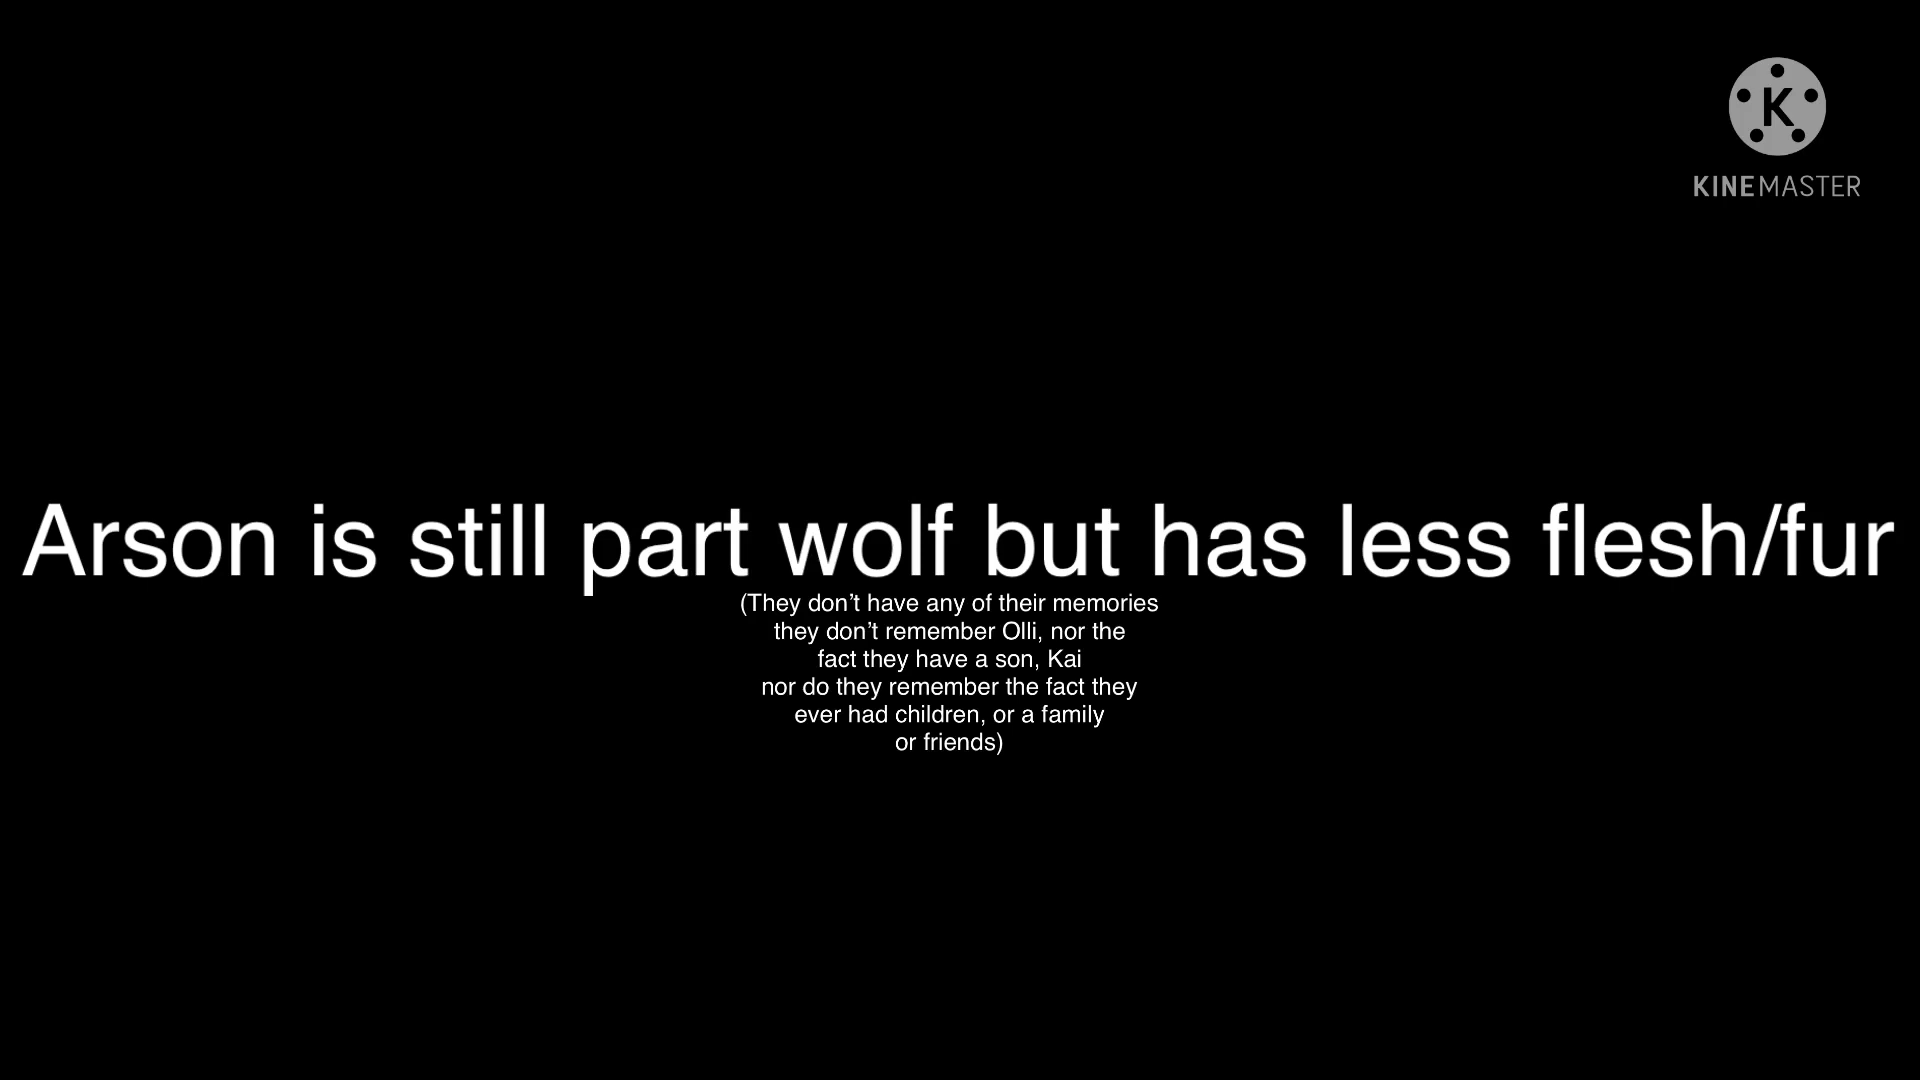 K
KINEMASTER
Arson is still part wolf but has less flesh/fur
(They don’t have any of their memories
they don’t remember Olli, nor the
fact they have a son, Kai
nor do they remember the fact they
ever had children, or a family
or friends)